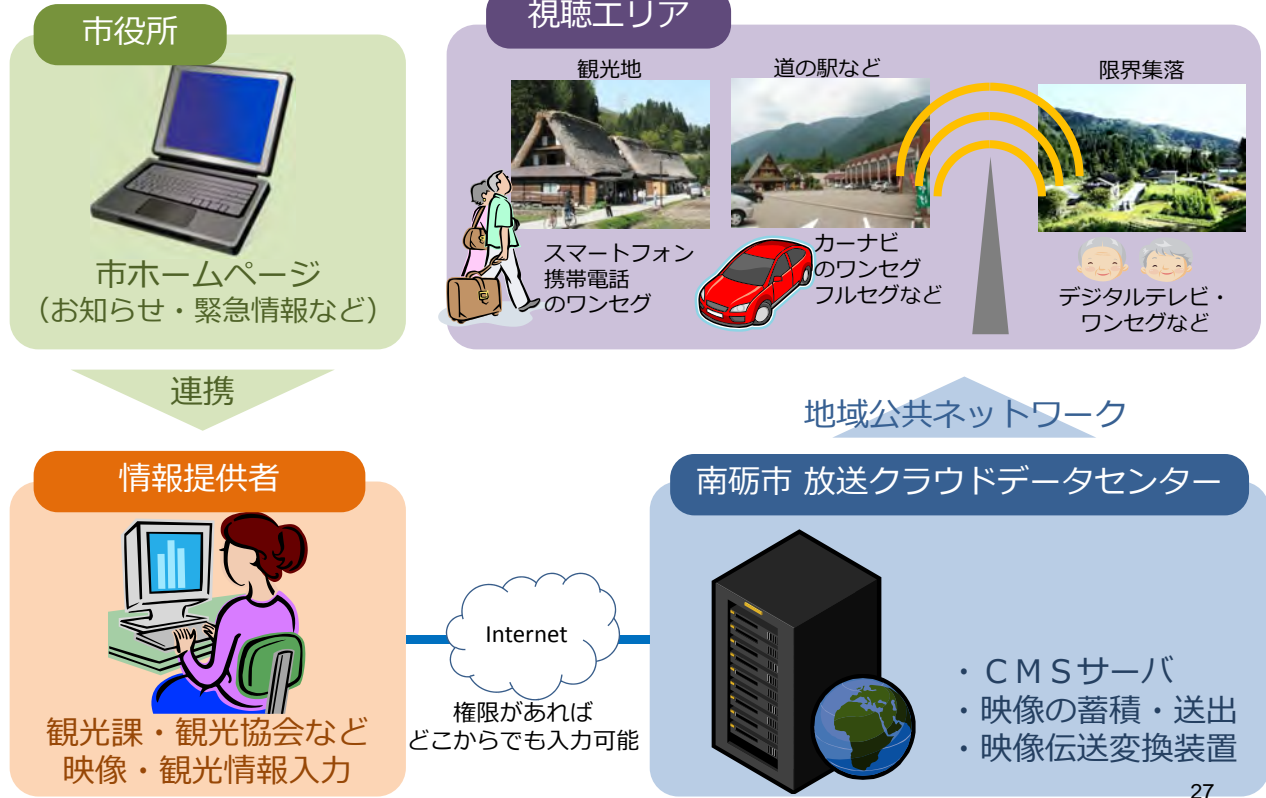 市役所
市ホームページ
（お知らせ・緊急情報など）
連携
視聴エリア
観光地
道の駅など
限界集落
スマートフォン
携帯電話
のワンセグ
カーナビ
のワンセグ
フルセグなど
デジタルテレビ・
ワンセグなど
地域公共ネットワーク
情報提供者
観光課・観光協会など
映像・観光情報入力
Internet
権限があれば
どこからでも入力可能
南砺市 放送クラウドデータセンター
・ＣＭＳサーバ
・映像の蓄積・送出
・映像伝送変換装置
27